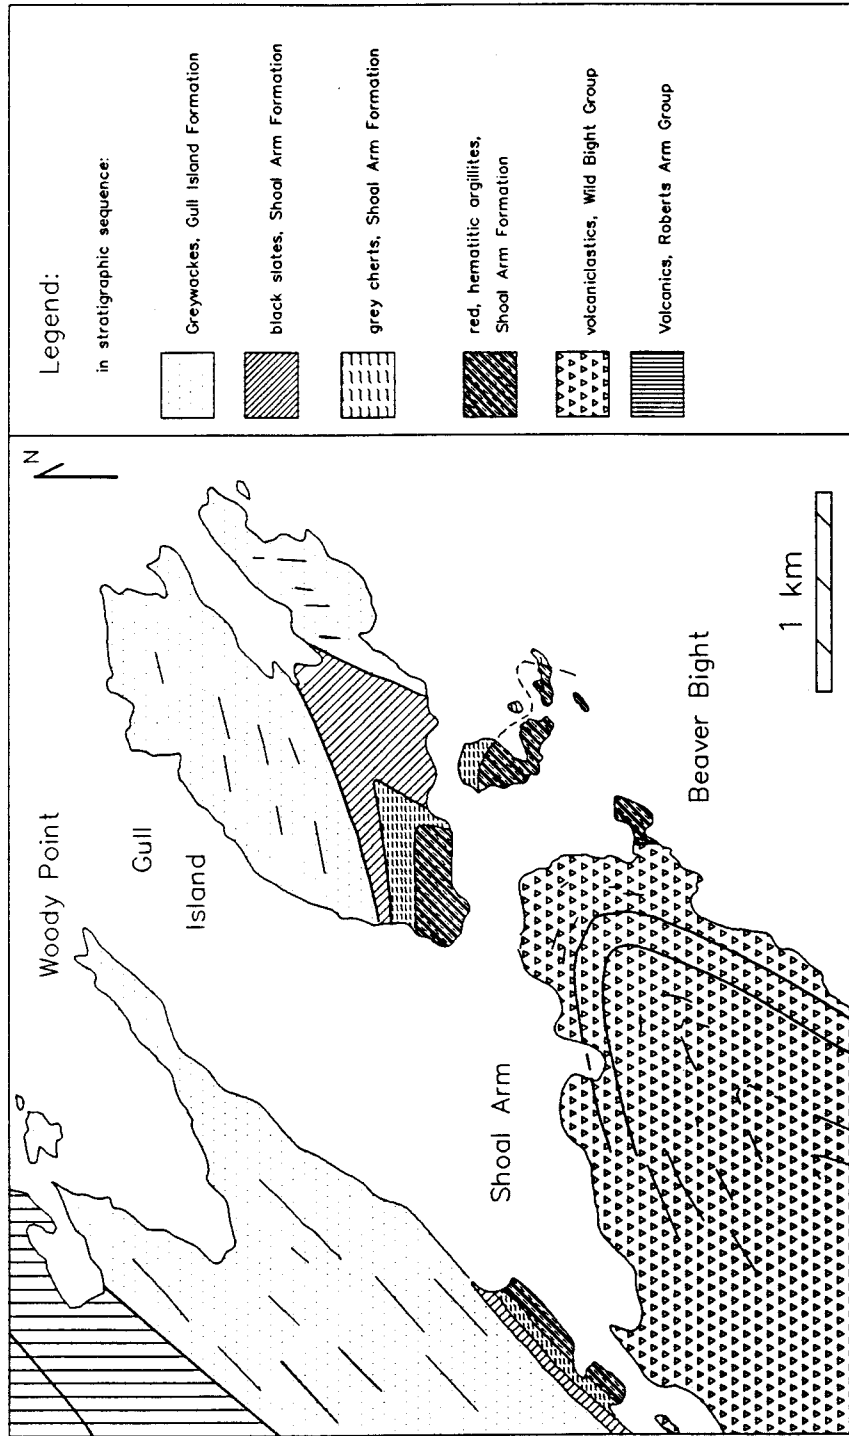 Legend:
in stratigraphic sequence:
Greywackes, Gull Island Formation
black slates, Shoal Arm Formation
grey cherts, Shoal Arm Formation
red, hematitic argillites,
Shoal Arm Formation
volcaniclastics, Wild Bight Group
Volcanics, Roberts Arm Group
N
Woody Point
Gull
Island
Shoal Arm
Beaver Bight
1 km